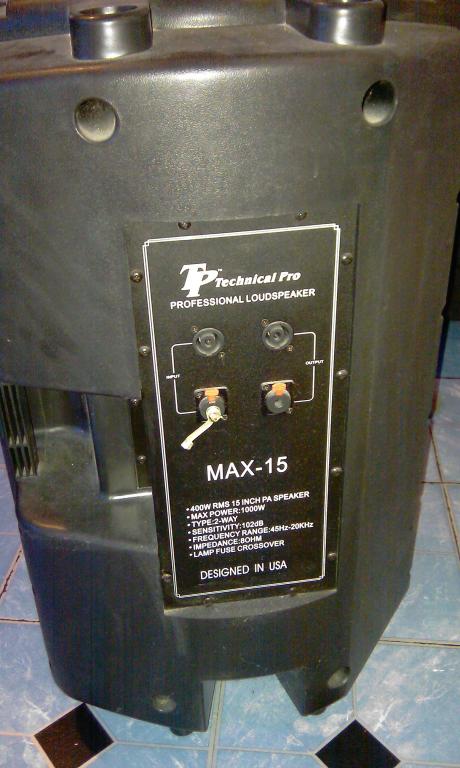 TP™ Technical Pro
PROFESSIONAL LOUDSPEAKER
INPUT
OUTPUT
MAX-15
• 400W RMS 15 INCH PA SPEAKER
• MAX POWER:1000W
• TYPE:2-WAY
• SENSITIVITY:102dB
• FREQUENCY RANGE:45Hz-20KHz
• IMPEDANCE:8OHM
• LAMP FUSE CROSSOVER
DESIGNED IN USA